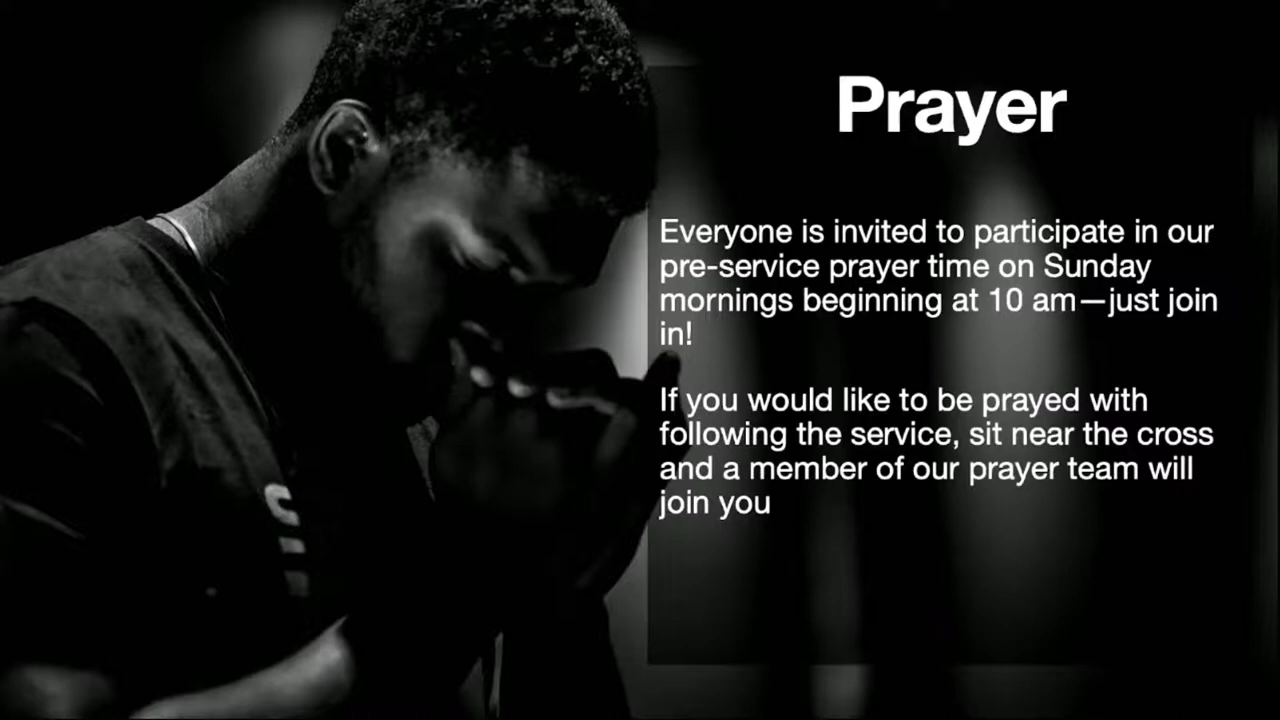 Prayer
Everyone is invited to participate in our
pre-service prayer time on Sunday
mornings beginning at 10 am—just join
in!
If you would like to be prayed with
following the service, sit near the cross
and a member of our prayer team will
join you